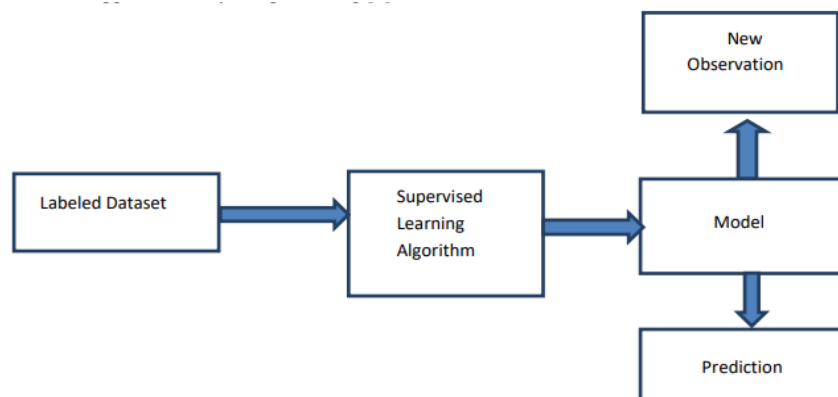 New
Observation
Labeled Dataset
Supervised
Learning
Algorithm
Model
Prediction